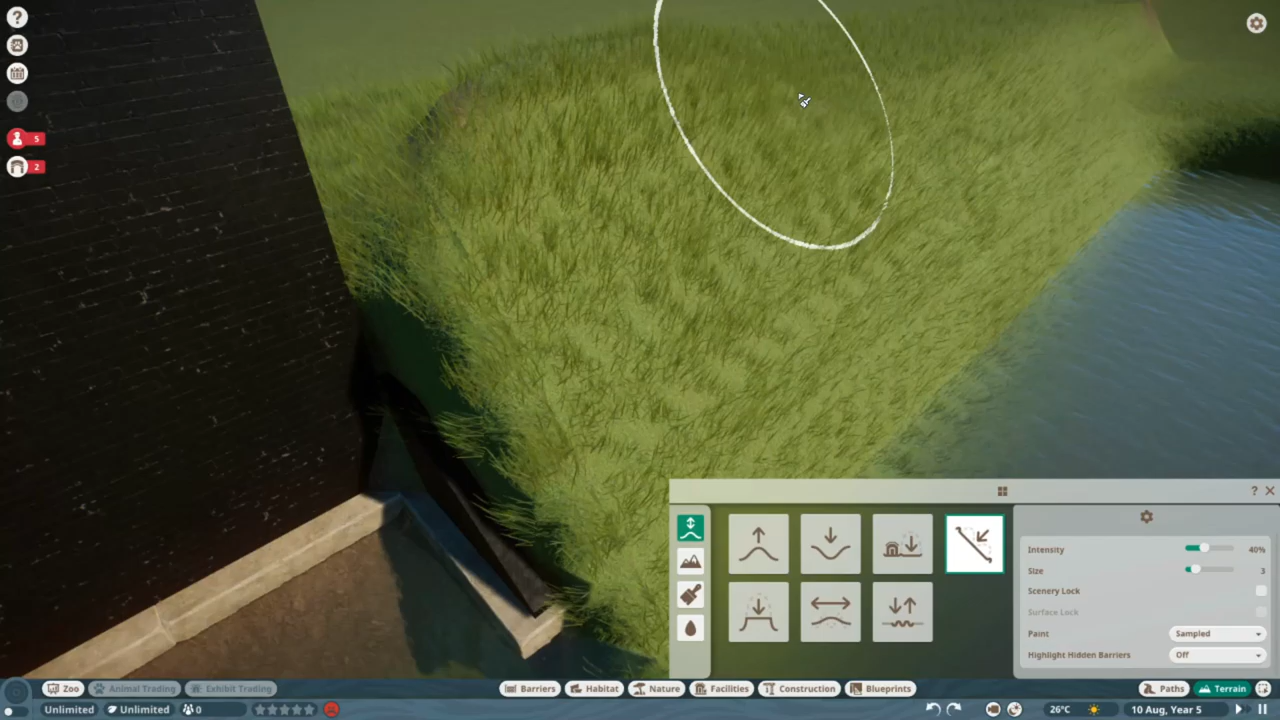 ?
5
2
? ×
Intensity 40%
Size 3
Scenery Lock
Surface Lock
Paint Sampled
Highlight Hidden Barriers Off
Zoo Animal Trading Exhibit Trading Barriers Habitat Nature Facilities Construction Blueprints Paths Terrain
Unlimited Unlimited 0 26°C 10 Aug, Year 5